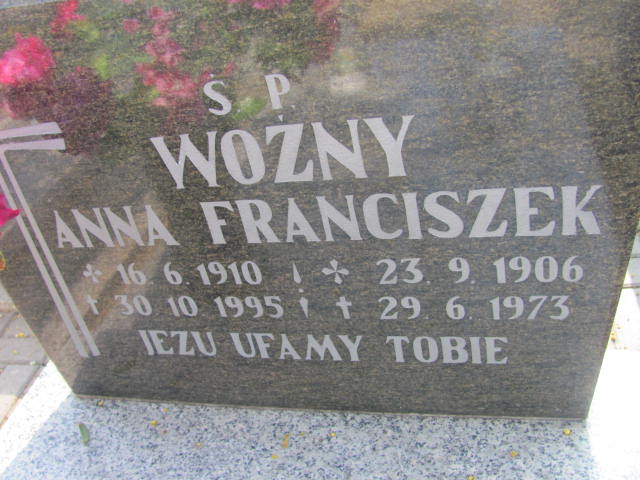 Ś P.
WOŹNY
ANNA FRANCISZEK
* 16. 6. 1910 * 23. 9. 1906
† 30. 10. 1995 † 29. 6. 1973
JEZU UFAMY TOBIE